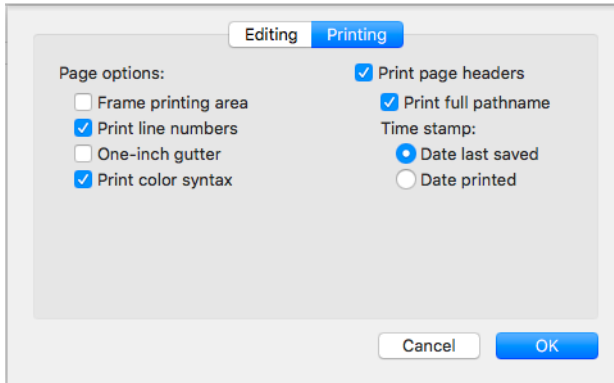 Editing Printing
Page options:
Frame printing area
Print line numbers
One-inch gutter
Print color syntax
Print page headers
Print full pathname
Time stamp:
Date last saved
Date printed
Cancel OK